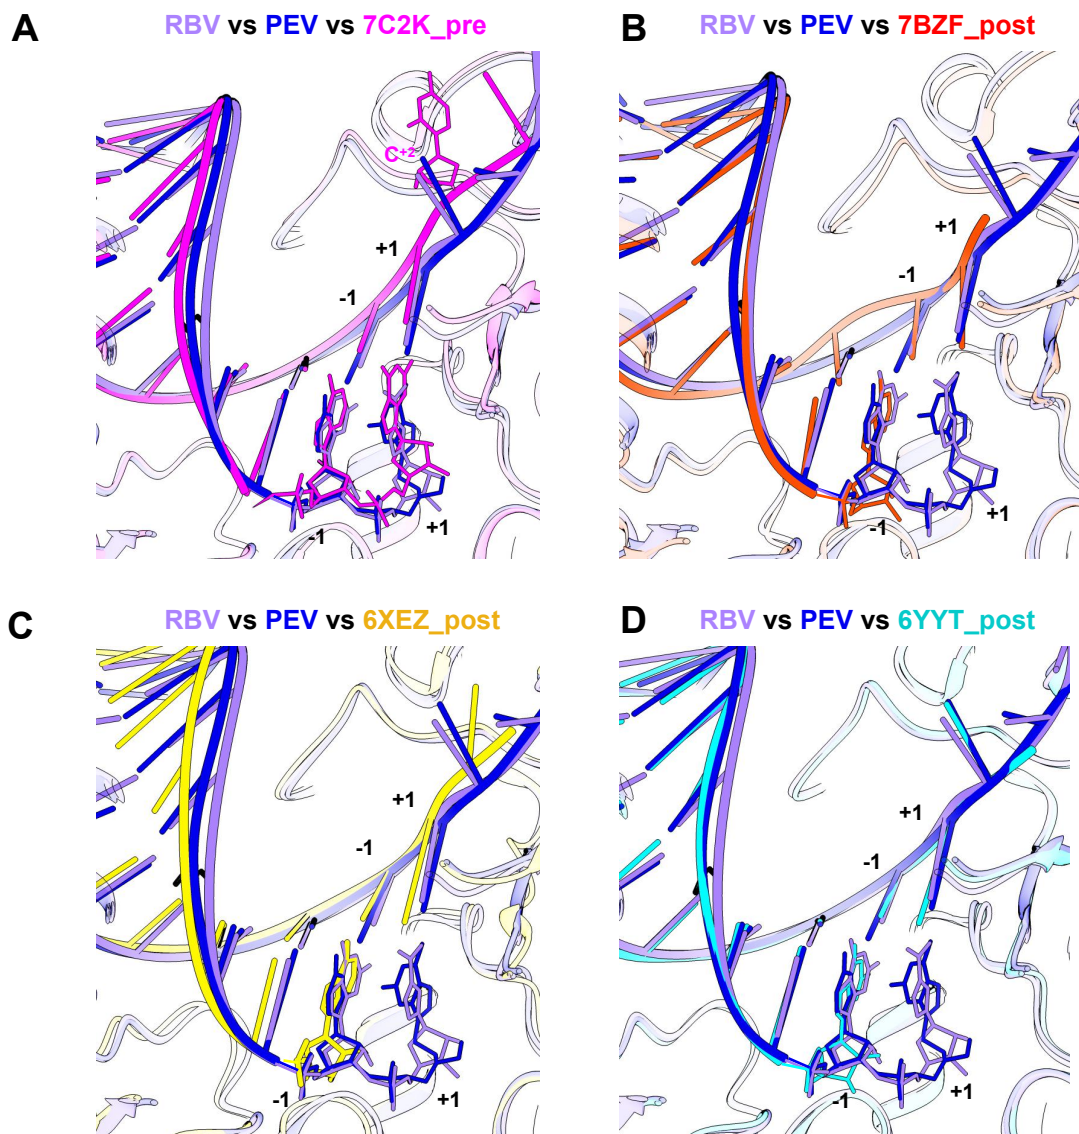 A
RBV vs PEV vs 7C2K_pre
C+2
+1
-1
-1
+1
B
RBV vs PEV vs 7BZF_post
+1
-1
-1
+1
C
RBV vs PEV vs 6XEZ_post
+1
-1
-1
+1
D
RBV vs PEV vs 6YYT_post
+1
-1
-1
+1